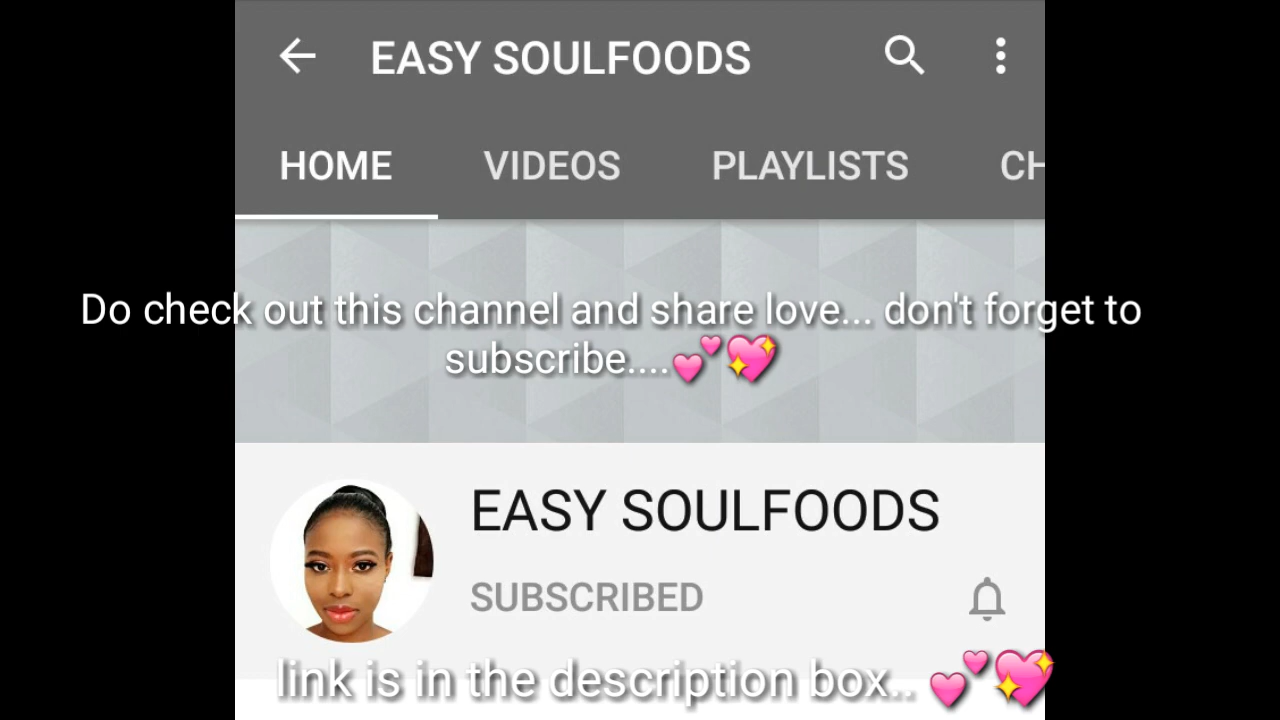 EASY SOULFOODS
HOME VIDEOS PLAYLISTS CH
Do check out this channel and share love... don't forget to
subscribe....💕💖
EASY SOULFOODS
SUBSCRIBED
link is in the description box.. 💕💖